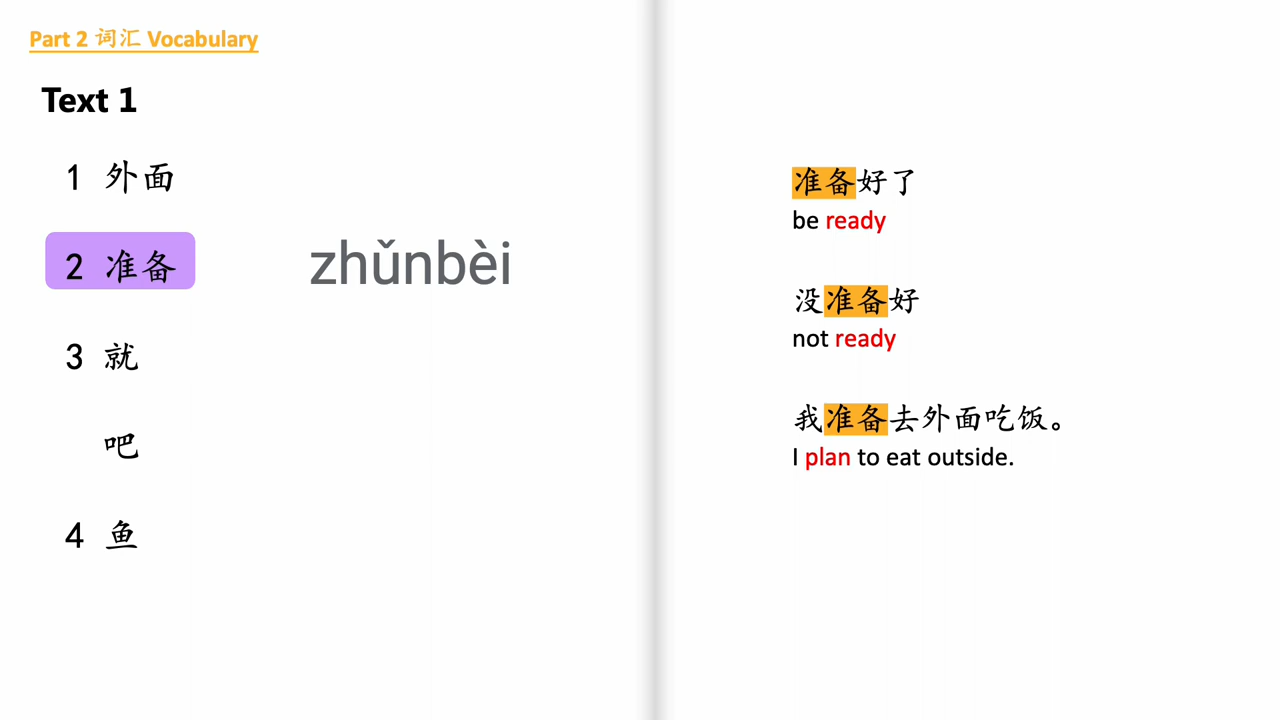 Part 2 词汇 Vocabulary
Text 1
1 外面
2 准备
zhǔnbèi
3 就
吧
4 鱼
准备好了
be ready
没准备好
not ready
我准备去外面吃饭。
I plan to eat outside.